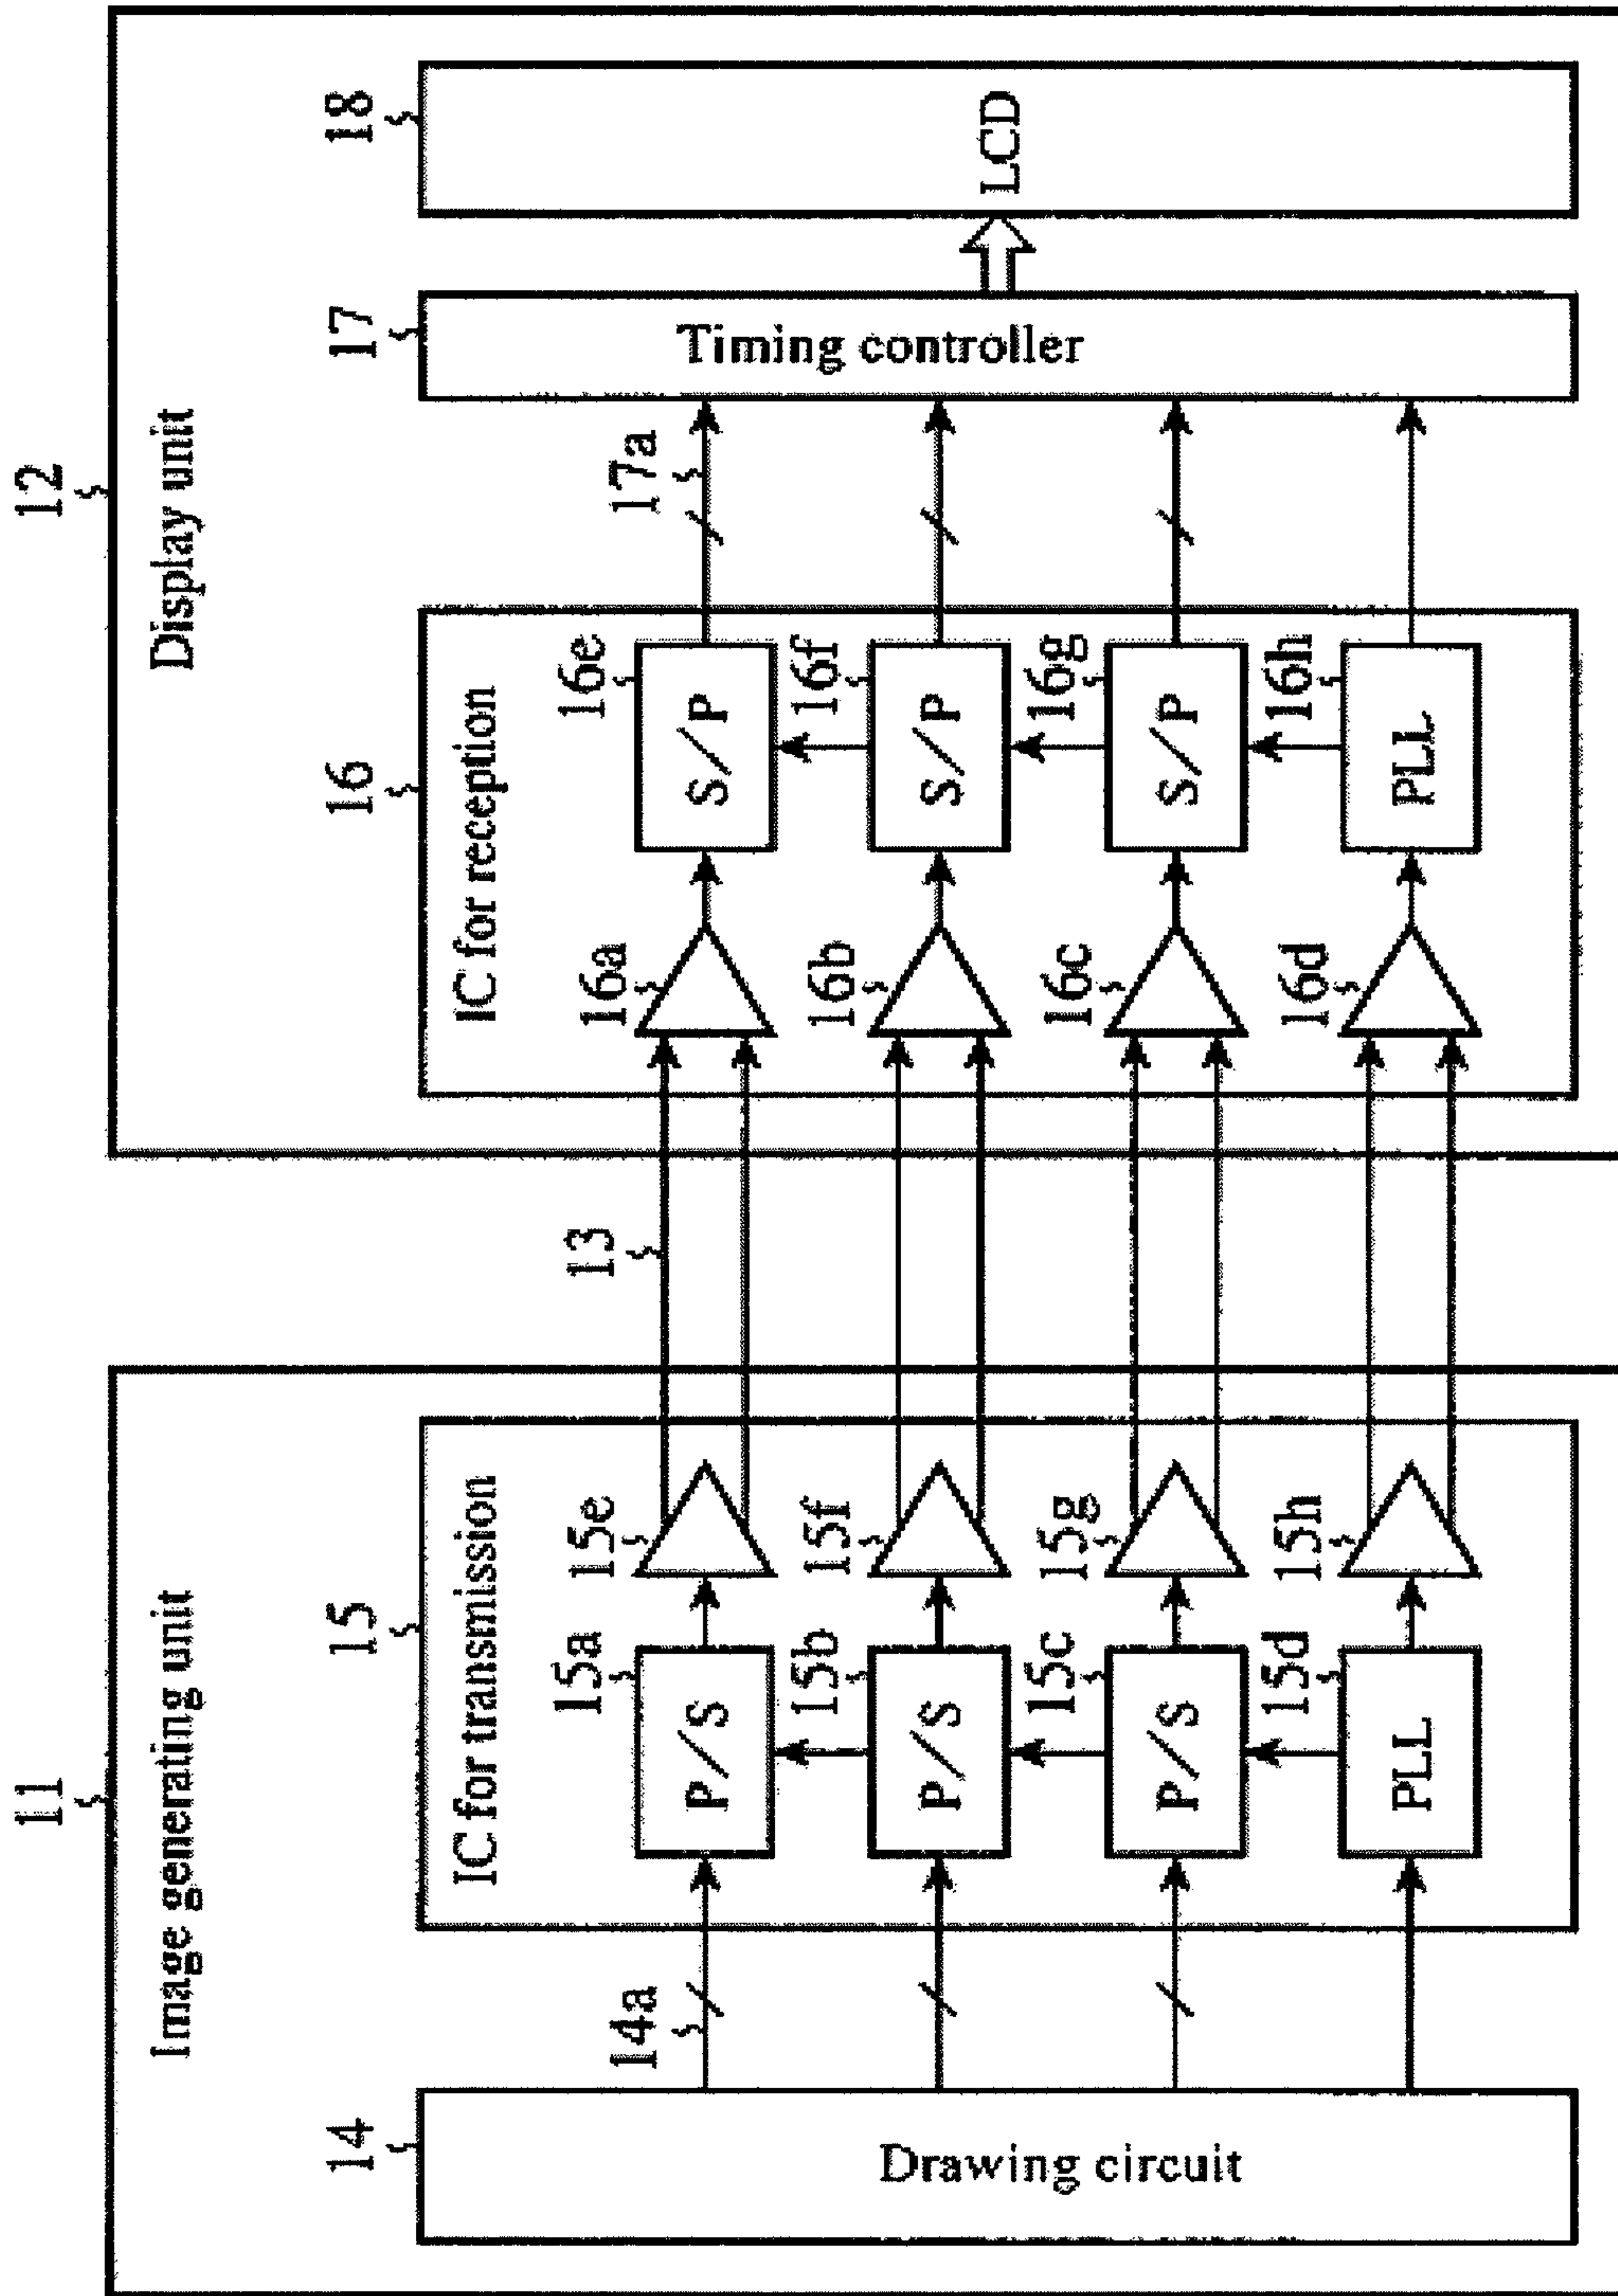 11
Image generating unit
14
Drawing circuit
14a
15
IC for transmission
15a
P/S
15e
15b
P/S
15f
15c
P/S
15g
15d
PLL
15h
13
12
Display unit
16
IC for reception
16a
16e
S/P
16b
16f
S/P
16c
16g
S/P
16d
16h
PLL
17a
17
Timing controller
18
LCD